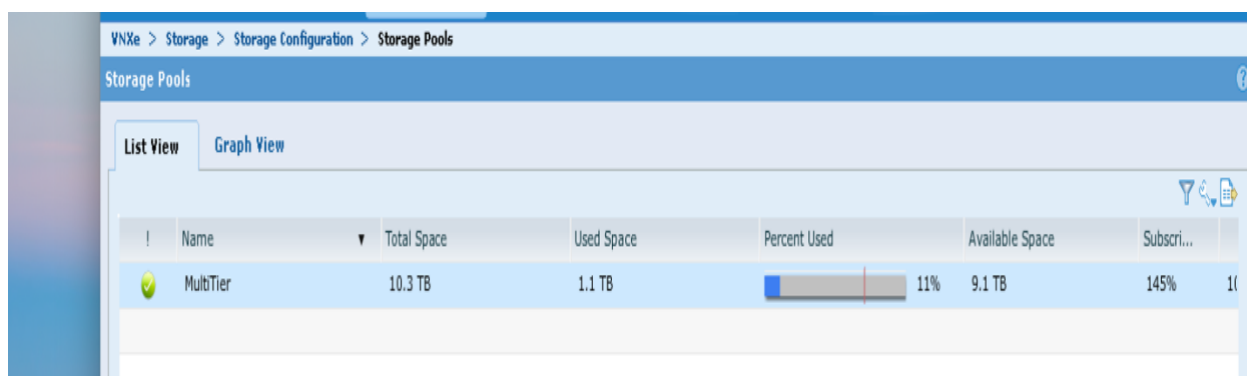 VNXe > Storage > Storage Configuration > Storage Pools
Storage Pools
List View Graph View
! Name Total Space Used Space Percent Used Available Space Subscri...
MultiTier 10.3 TB 1.1 TB 11% 9.1 TB 145%